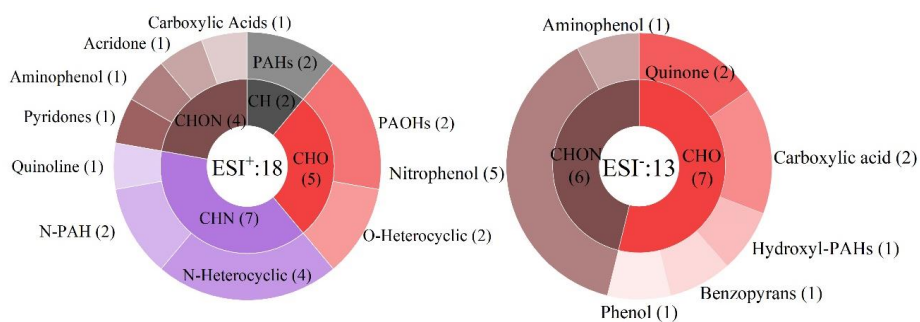 Carboxylic Acids (1)
Acridone (1)
Aminophenol (1)
Pyridones (1)
Quinoline (1)
N-PAH (2)
N-Heterocyclic (4)
O-Heterocyclic (2)
PAOHs (2)
PAHs (2)
CH (2)
CHON (4)
CHO
(5)
CHN (7)
ESI⁺:18
Aminophenol (1)
Quinone (2)
Carboxylic acid (2)
Hydroxyl-PAHs (1)
Benzopyrans (1)
Phenol (1)
Nitrophenol (5)
CHON
(6)
CHO
(7)
ESI⁻:13